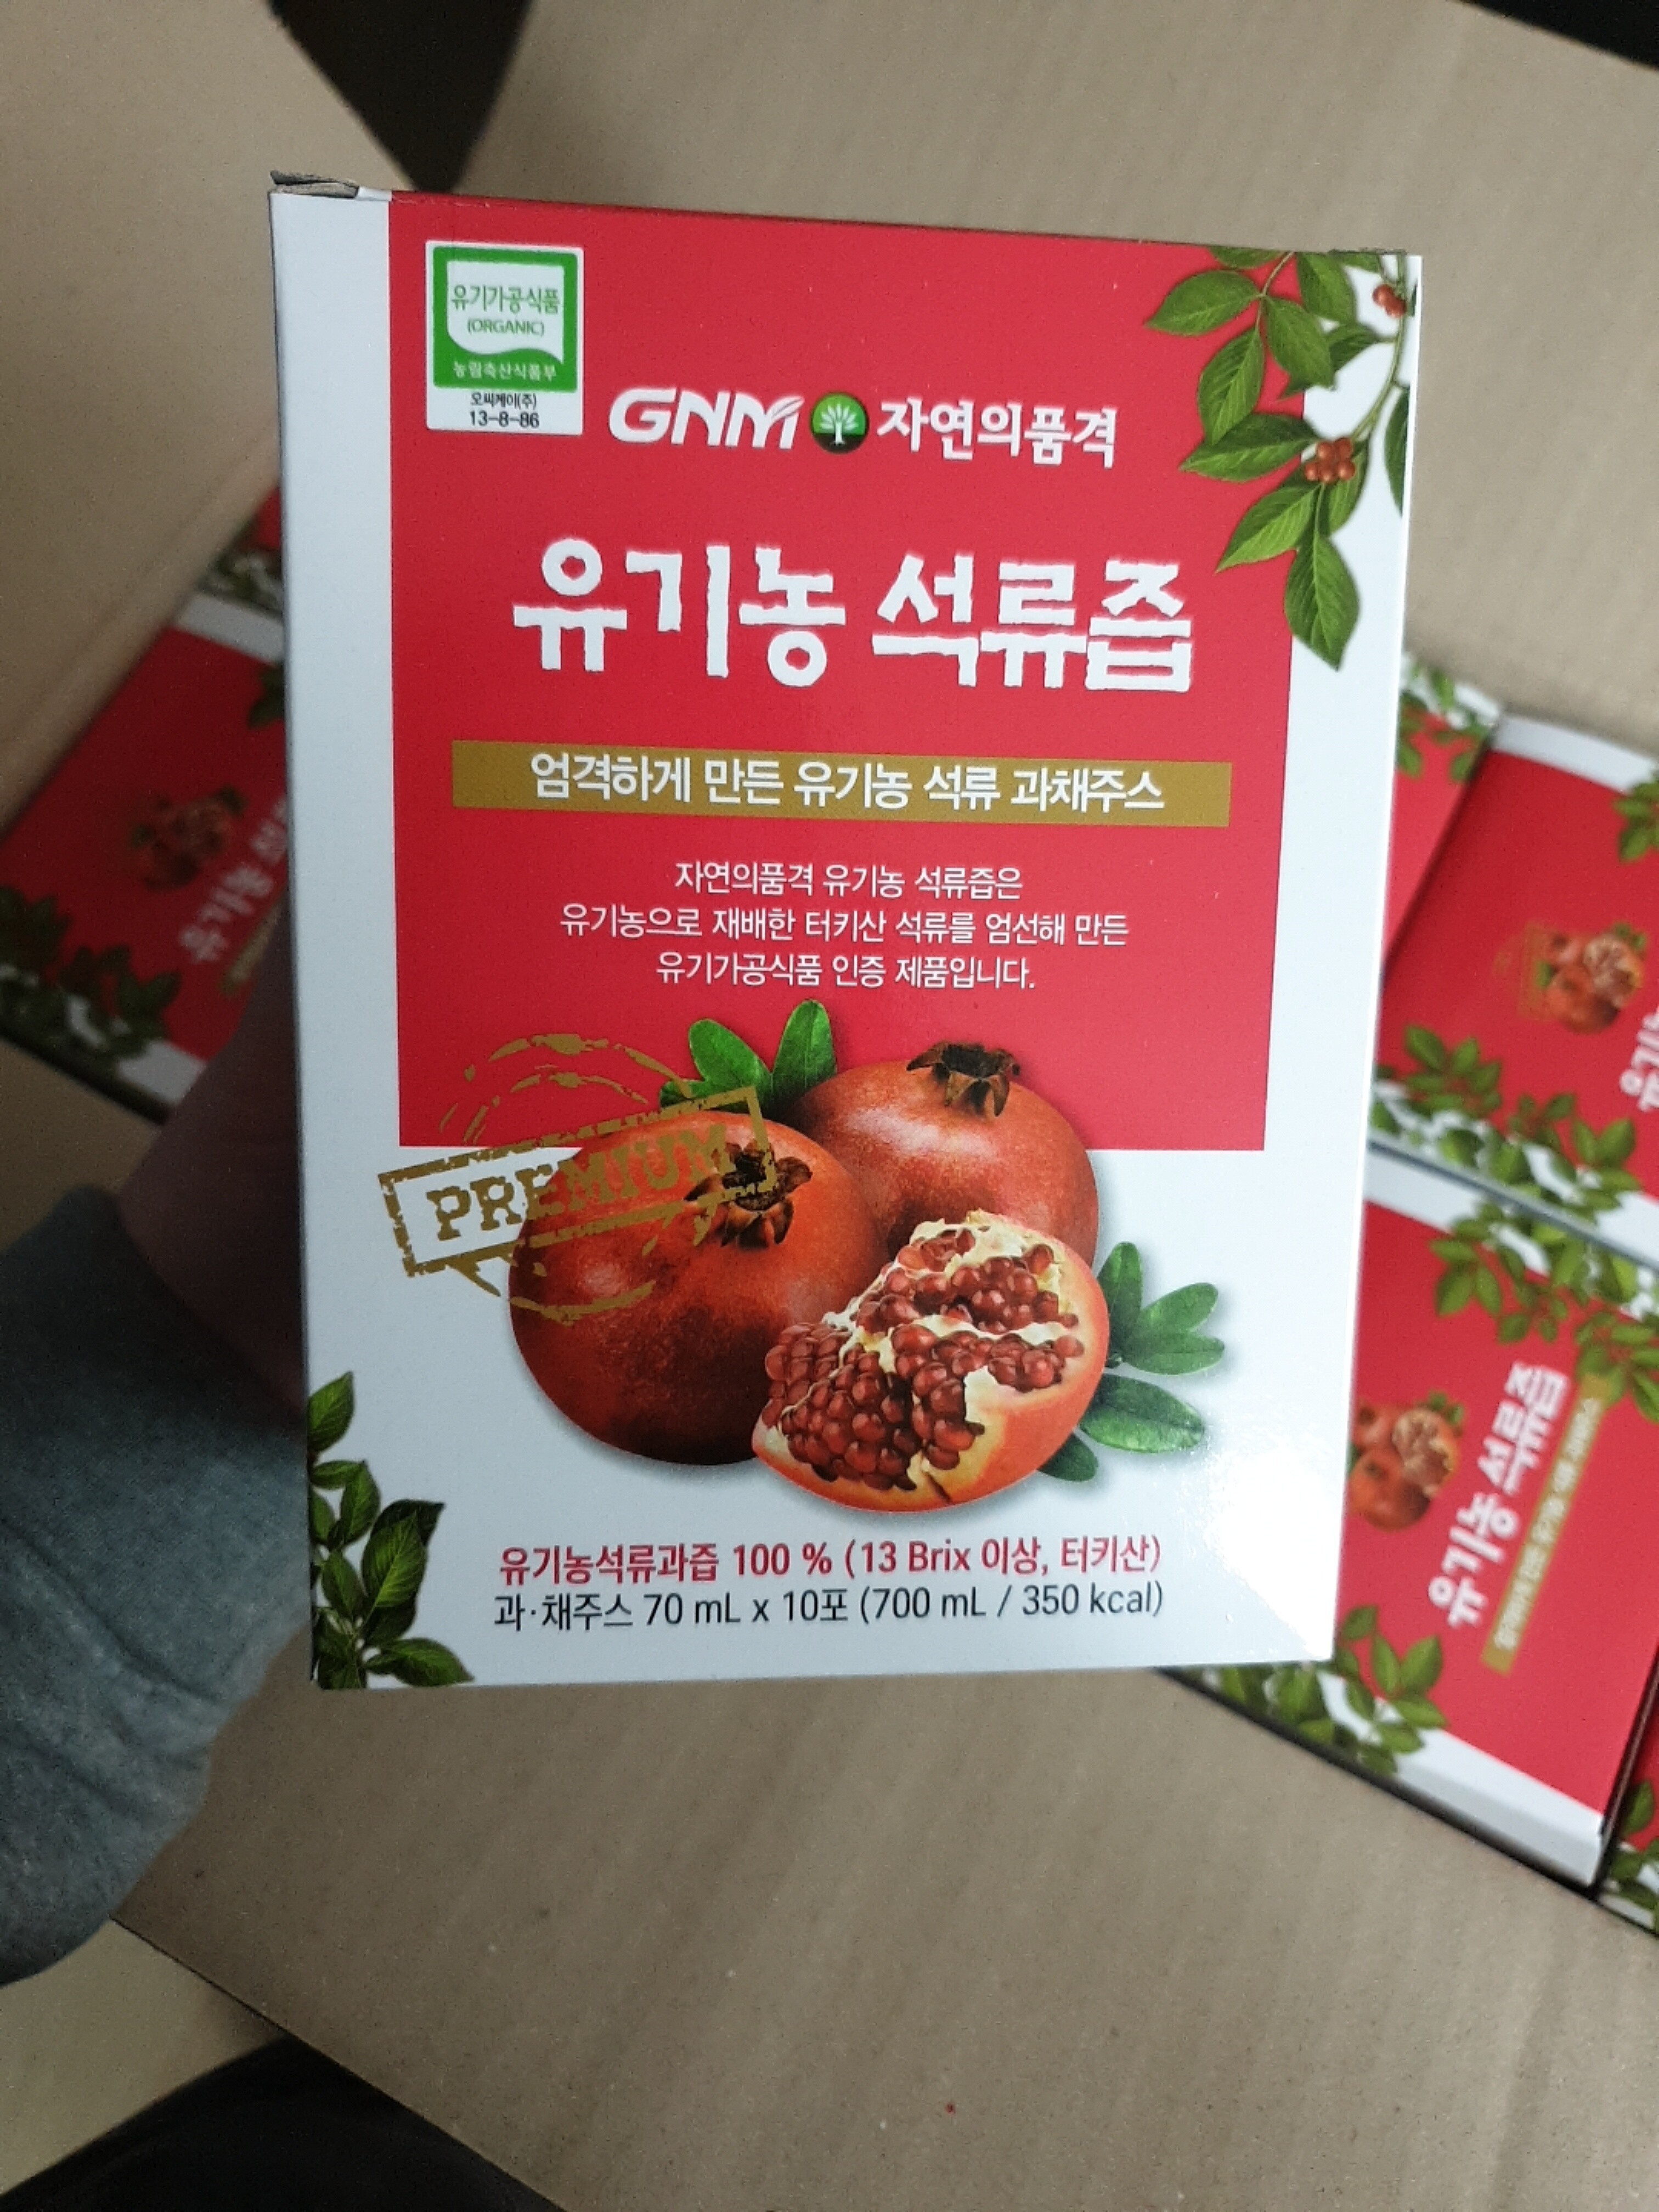 유기가공식품
(ORGANIC)
농림축산식품부
오씨케이(주)
13-8-86
GNM 자연의품격
유기농 석류즙
엄격하게 만든 유기농 석류 과채주스
자연의품격 유기농 석류즙은
유기농으로 재배한 터키산 석류를 엄선해 만든
유기가공식품 인증 제품입니다.
PREMIUM
유기농석류과즙 100 % (13 Brix 이상, 터키산)
과·채주스 70 mL x 10포 (700 mL / 350 kcal)
유기농 석류즙
유기농
유기농